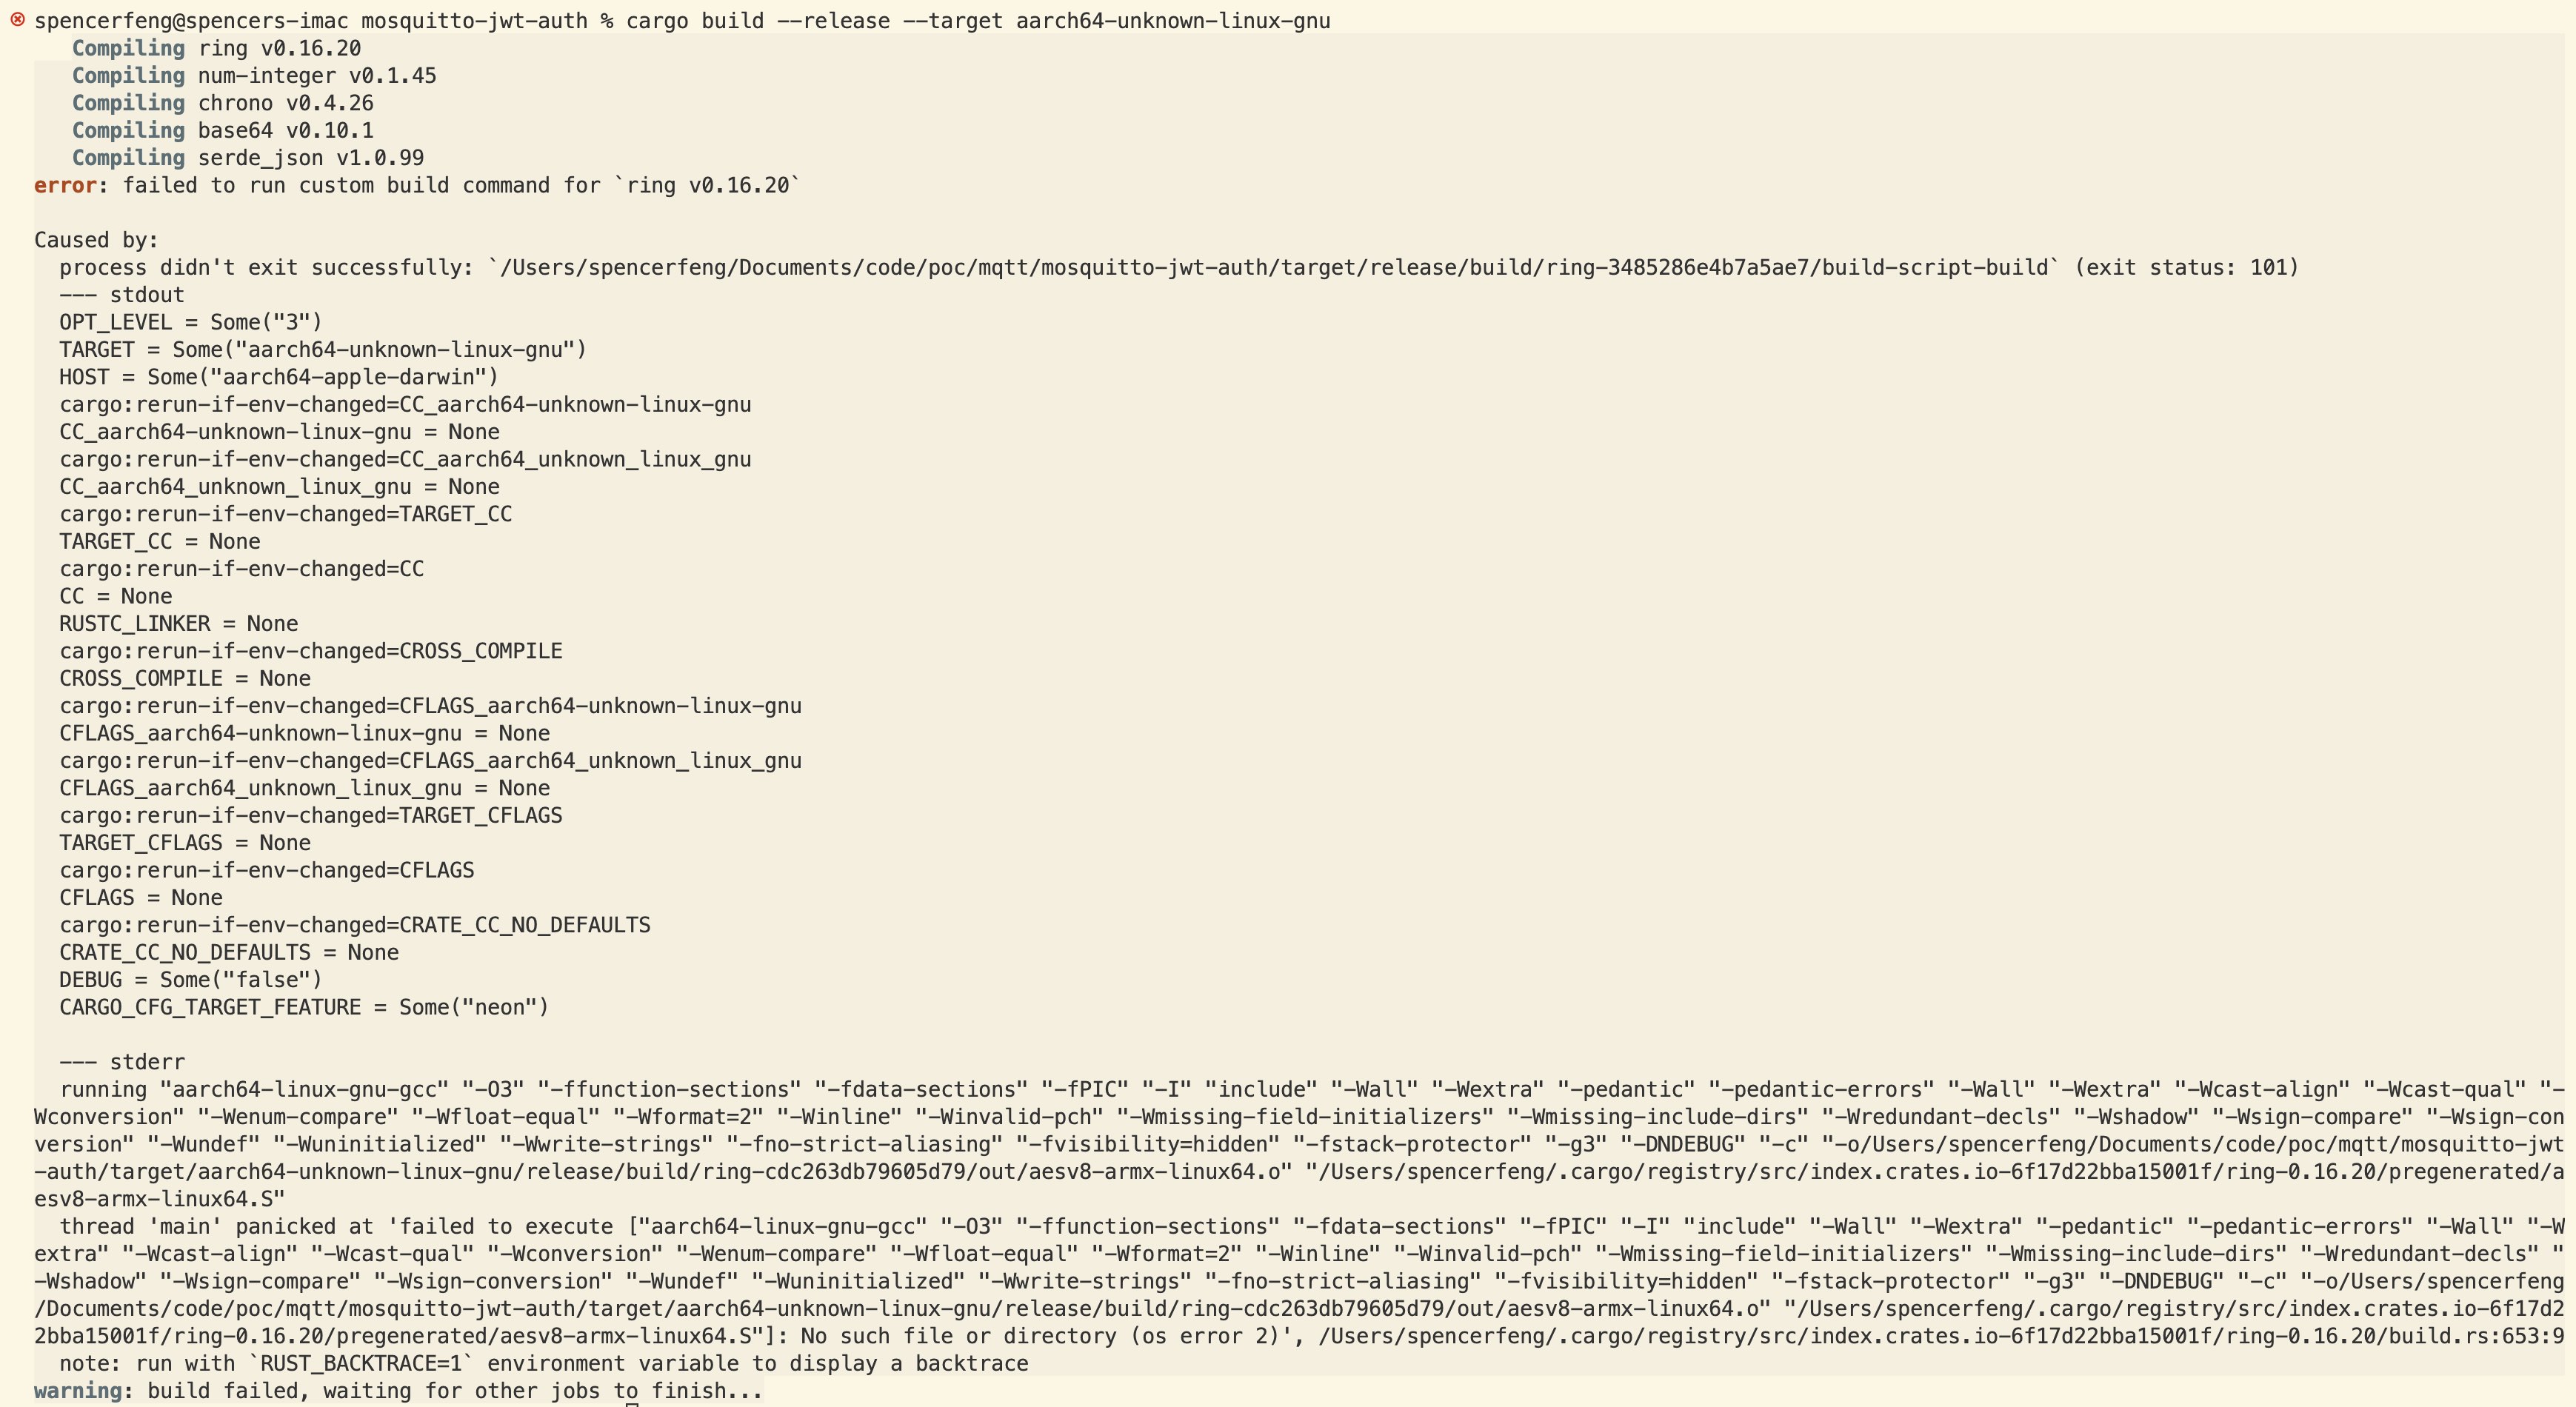 spencerfeng@spencers-imac mosquitto-jwt-auth % cargo build --release --target aarch64-unknown-linux-gnu
Compiling ring v0.16.20
Compiling num-integer v0.1.45
Compiling chrono v0.4.26
Compiling base64 v0.10.1
Compiling serde_json v1.0.99
error: failed to run custom build command for `ring v0.16.20`
Caused by:
process didn't exit successfully: `/Users/spencerfeng/Documents/code/poc/mqtt/mosquitto-jwt-auth/target/release/build/ring-3485286e4b7a5ae7/build-script-build` (exit status: 101)
--- stdout
OPT_LEVEL = Some("3")
TARGET = Some("aarch64-unknown-linux-gnu")
HOST = Some("aarch64-apple-darwin")
cargo:rerun-if-env-changed=CC_aarch64-unknown-linux-gnu
CC_aarch64-unknown-linux-gnu = None
cargo:rerun-if-env-changed=CC_aarch64_unknown_linux_gnu
CC_aarch64_unknown_linux_gnu = None
cargo:rerun-if-env-changed=TARGET_CC
TARGET_CC = None
cargo:rerun-if-env-changed=CC
CC = None
RUSTC_LINKER = None
cargo:rerun-if-env-changed=CROSS_COMPILE
CROSS_COMPILE = None
cargo:rerun-if-env-changed=CFLAGS_aarch64-unknown-linux-gnu
CFLAGS_aarch64-unknown-linux-gnu = None
cargo:rerun-if-env-changed=CFLAGS_aarch64_unknown_linux_gnu
CFLAGS_aarch64_unknown_linux_gnu = None
cargo:rerun-if-env-changed=TARGET_CFLAGS
TARGET_CFLAGS = None
cargo:rerun-if-env-changed=CFLAGS
CFLAGS = None
cargo:rerun-if-env-changed=CRATE_CC_NO_DEFAULTS
CRATE_CC_NO_DEFAULTS = None
DEBUG = Some("false")
CARGO_CFG_TARGET_FEATURE = Some("neon")
--- stderr
running "aarch64-linux-gnu-gcc" "-O3" "-ffunction-sections" "-fdata-sections" "-fPIC" "-I" "include" "-Wall" "-Wextra" "-pedantic" "-pedantic-errors" "-Wall" "-Wextra" "-Wcast-align" "-Wcast-qual" "-
Wconversion" "-Wenum-compare" "-Wfloat-equal" "-Wformat=2" "-Winline" "-Winvalid-pch" "-Wmissing-field-initializers" "-Wmissing-include-dirs" "-Wredundant-decls" "-Wshadow" "-Wsign-compare" "-Wsign-con
version" "-Wundef" "-Wuninitialized" "-Wwrite-strings" "-fno-strict-aliasing" "-fvisibility=hidden" "-fstack-protector" "-g3" "-DNDEBUG" "-c" "-o/Users/spencerfeng/Documents/code/poc/mqtt/mosquitto-jwt
-auth/target/aarch64-unknown-linux-gnu/release/build/ring-cdc263db79605d79/out/aesv8-armx-linux64.o" "/Users/spencerfeng/.cargo/registry/src/index.crates.io-6f17d22bba15001f/ring-0.16.20/pregenerated/a
esv8-armx-linux64.S"
thread 'main' panicked at 'failed to execute ["aarch64-linux-gnu-gcc" "-O3" "-ffunction-sections" "-fdata-sections" "-fPIC" "-I" "include" "-Wall" "-Wextra" "-pedantic" "-pedantic-errors" "-Wall" "-W
extra" "-Wcast-align" "-Wcast-qual" "-Wconversion" "-Wenum-compare" "-Wfloat-equal" "-Wformat=2" "-Winline" "-Winvalid-pch" "-Wmissing-field-initializers" "-Wmissing-include-dirs" "-Wredundant-decls" "
-Wshadow" "-Wsign-compare" "-Wsign-conversion" "-Wundef" "-Wuninitialized" "-Wwrite-strings" "-fno-strict-aliasing" "-fvisibility=hidden" "-fstack-protector" "-g3" "-DNDEBUG" "-c" "-o/Users/spencerfeng
/Documents/code/poc/mqtt/mosquitto-jwt-auth/target/aarch64-unknown-linux-gnu/release/build/ring-cdc263db79605d79/out/aesv8-armx-linux64.o" "/Users/spencerfeng/.cargo/registry/src/index.crates.io-6f17d2
2bba15001f/ring-0.16.20/pregenerated/aesv8-armx-linux64.S"]: No such file or directory (os error 2)', /Users/spencerfeng/.cargo/registry/src/index.crates.io-6f17d22bba15001f/ring-0.16.20/build.rs:653:9
note: run with `RUST_BACKTRACE=1` environment variable to display a backtrace
warning: build failed, waiting for other jobs to finish...